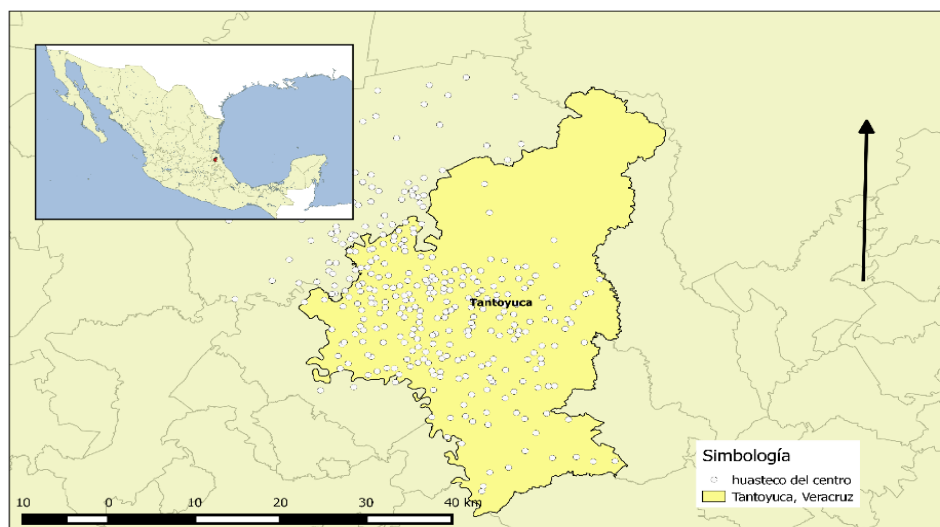 Tantoyuca
Simbología
huasteco del centro
Tantoyuca, Veracruz
10 0 10 20 30 40 km